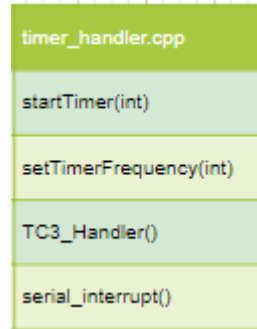 timer_handler.cpp
startTimer(int)
setTimerFrequency(int)
TC3_Handler()
serial_interrupt()